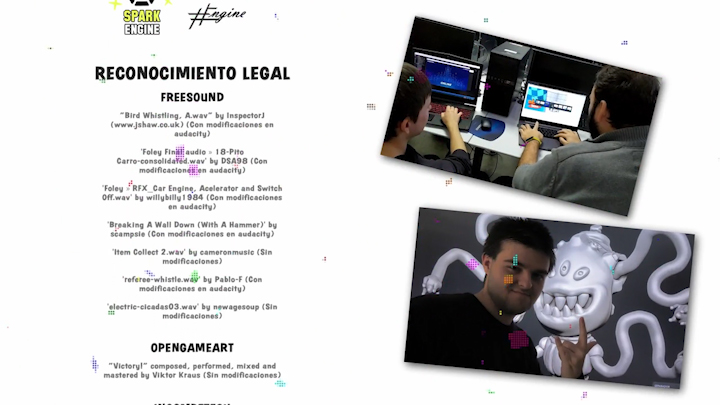 SPARK
ENGINE
#Engine
RECONOCIMIENTO LEGAL
FREESOUND
"Bird Whistling, A.wav" by InspectorJ
(www.jshaw.co.uk) (Con modificaciones en
audacity)
'Foley Final audio » 18-Pito
Carro-consolidated.wav' by DSA98 (Con
modificaciones en audacity)
'Foley » RFX_Car Engine, Acelerator and Switch
Off.wav' by willybilly1984 (Con modificaciones
en audacity)
'Breaking A Wall Down (With A Hammer)' by
scampsie (Con modificaciones en audacity)
'Item Collect 2.wav' by cameronmusic (Sin
modificaciones)
'referee-whistle.wav' by Pablo-F (Con
modificaciones en audacity)
'electric-cicadas03.wav' by newagesoup (Sin
modificaciones)
OPENGAMEART
"Victory!" composed, performed, mixed and
mastered by Viktor Kraus (Sin modificaciones)